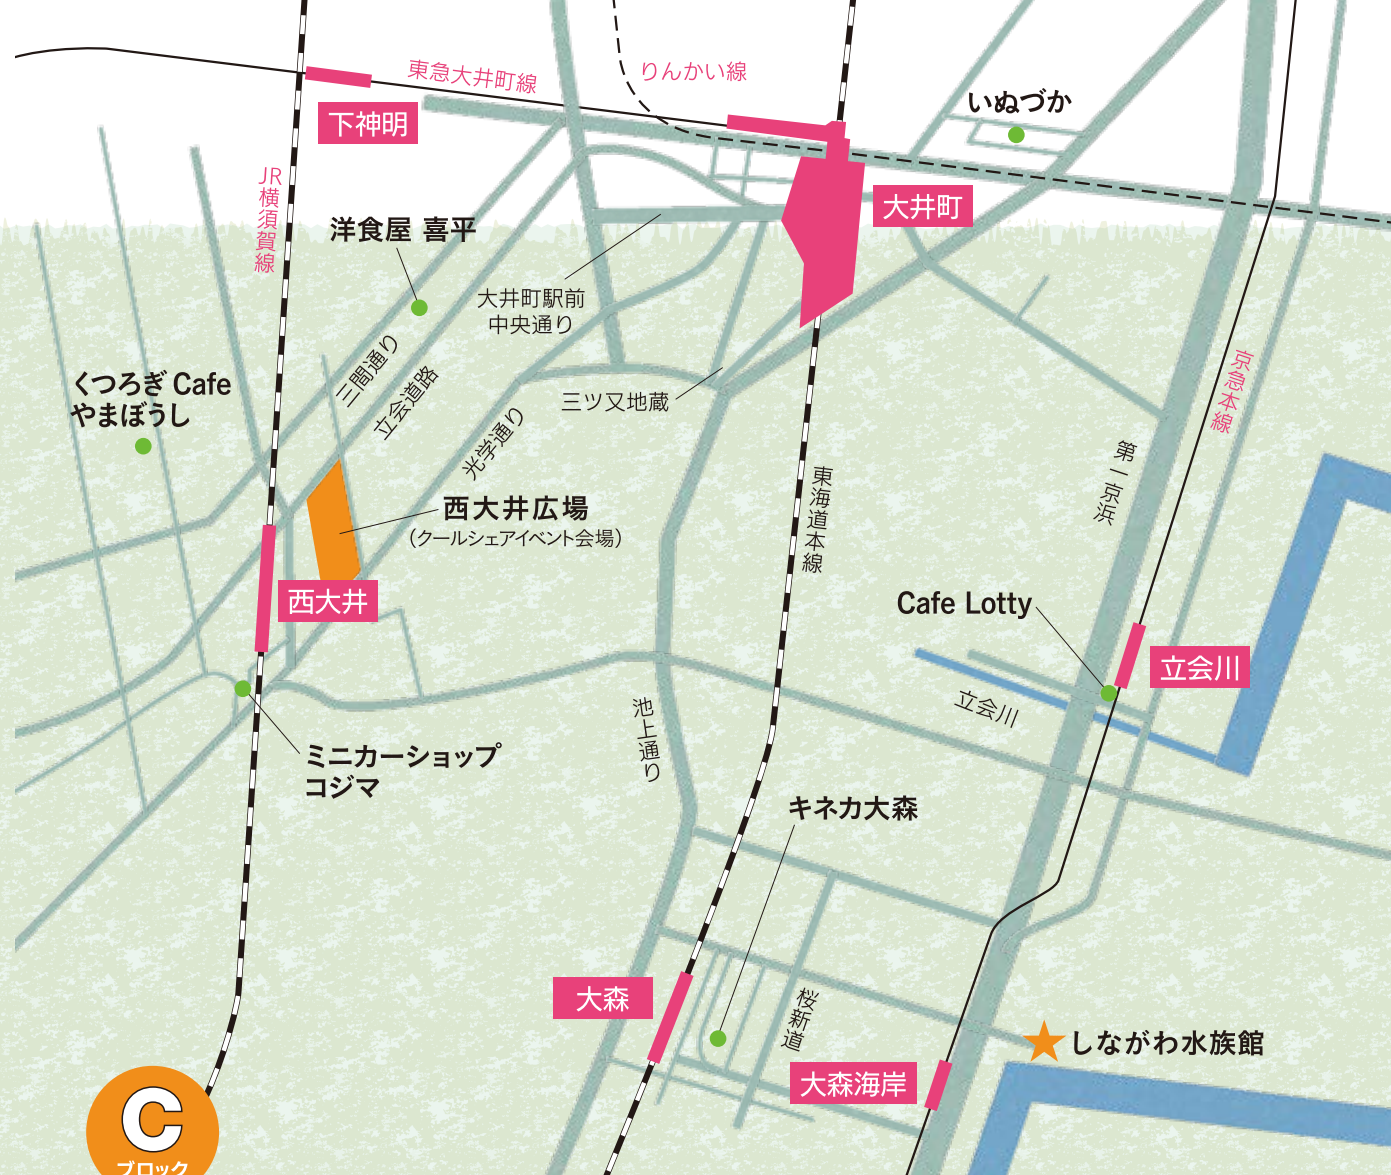 東急大井町線
りんかい線
いぬづか
下神明
JR横須賀線
大井町
洋食屋 喜平
大井町駅前
中央通り
三間通り
立会道路
くつろぎ Cafe
やまぼうし
三ツ又地蔵
光学通り
京急本線
第一京浜
東海道本線
西大井広場
(クールシェアイベント会場)
西大井
Cafe Lotty
立会川
立会川
池上通り
ミニカーショップ
コジマ
キネカ大森
大森
桜新道
しながわ水族館
大森海岸
C
ブロック